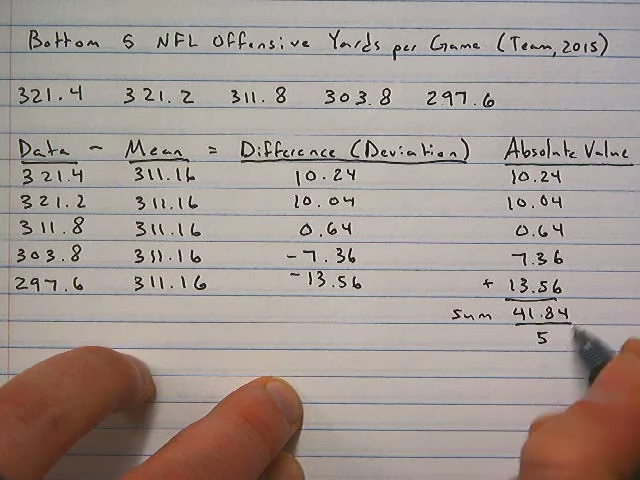 Bottom 5 NFL Offensive Yards per Game (Team, 2015)
321.4 321.2 311.8 303.8 297.6
Data - Mean = Difference (Deviation) Absolute Value
321.4 311.16 10.24 10.24
321.2 311.16 10.04 10.04
311.8 311.16 0.64 0.64
303.8 311.16 -7.36 7.36
297.6 311.16 -13.56 + 13.56
sum 41.84
5